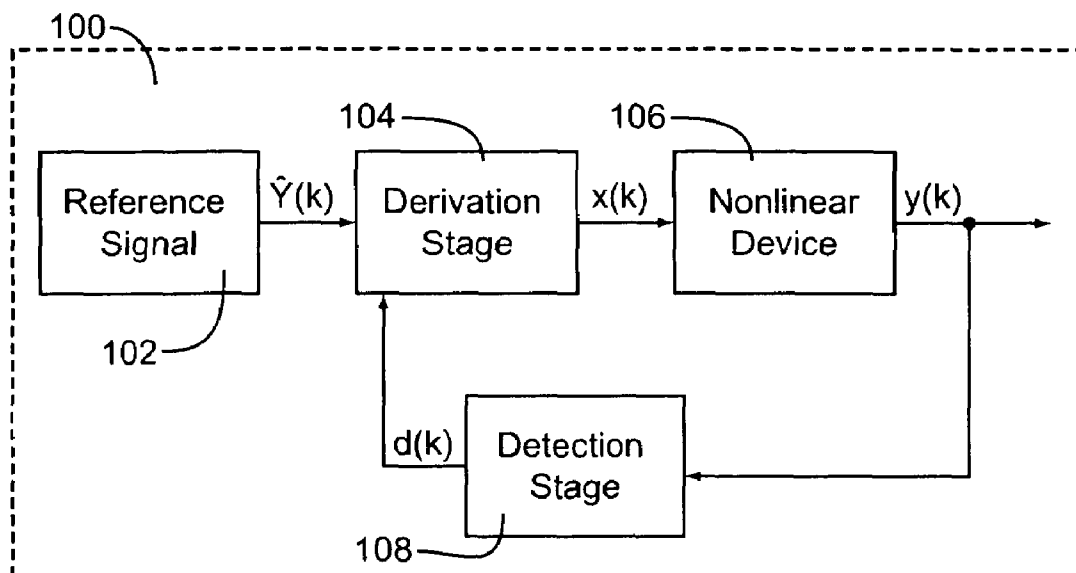 100
104
106
Reference
Signal
Ŷ(k)
Derivation
Stage
x(k)
Nonlinear
Device
y(k)
102
d(k)
Detection
Stage
108